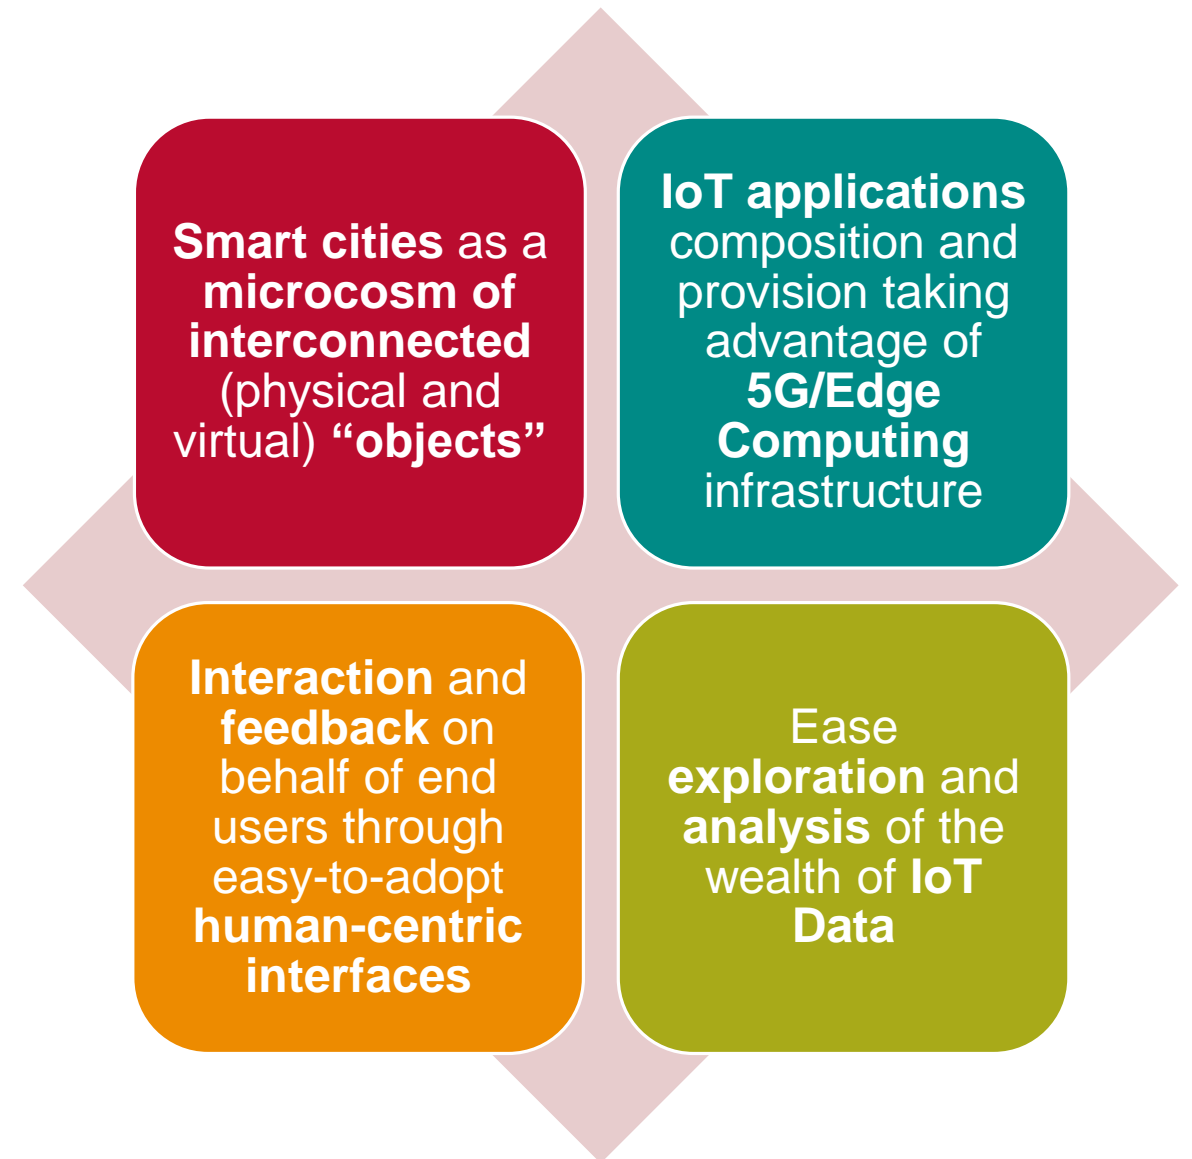 Smart cities as a
microcosm of
interconnected
(physical and
virtual) “objects”
IoT applications
composition and
provision taking
advantage of
5G/Edge
Computing
infrastructure
Interaction and
feedback on
behalf of end
users through
easy-to-adopt
human-centric
interfaces
Ease
exploration and
analysis of the
wealth of IoT
Data